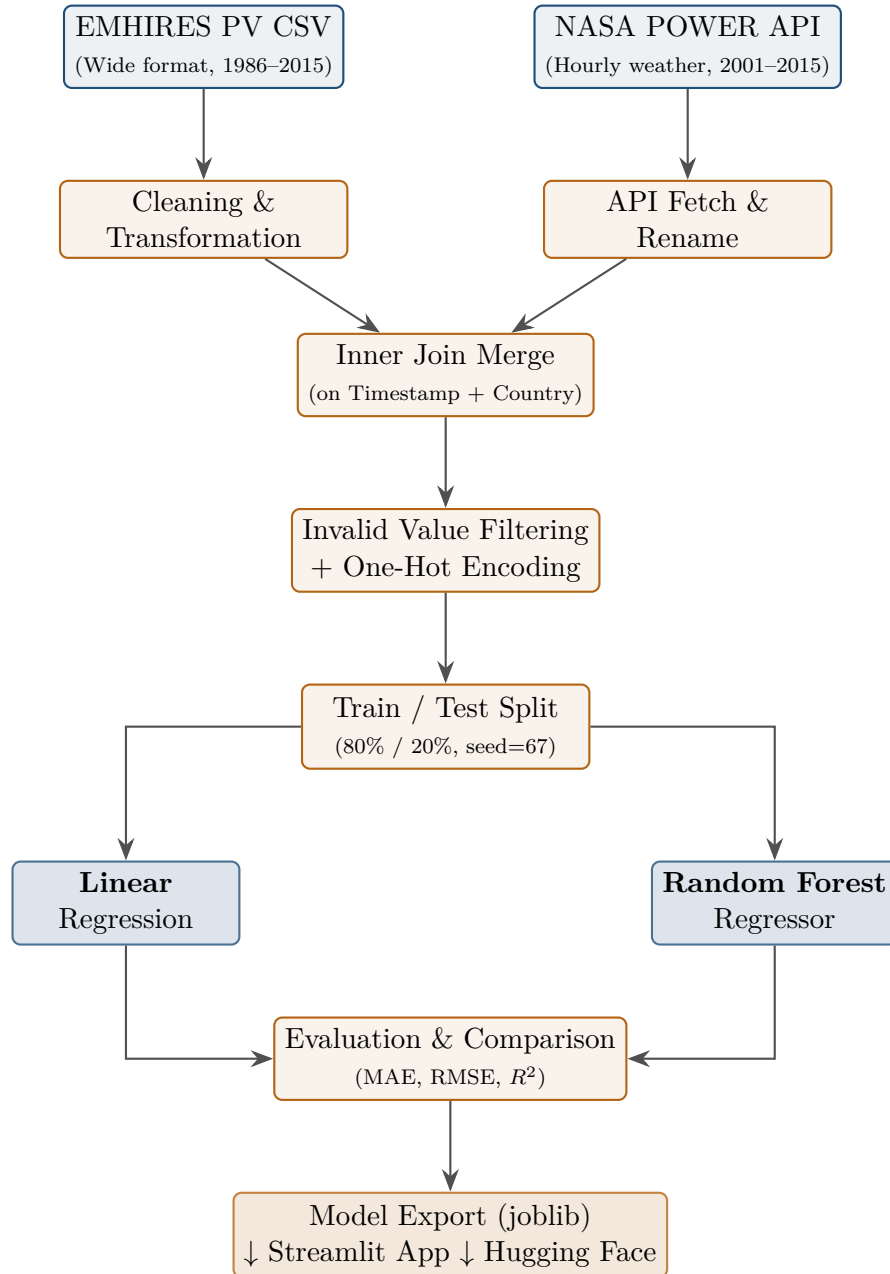 EMHIRES PV CSV
(Wide format, 1986–2015)
NASA POWER API
(Hourly weather, 2001–2015)
Cleaning &
Transformation
API Fetch &
Rename
Inner Join Merge
(on Timestamp + Country)
Invalid Value Filtering
+ One-Hot Encoding
Train / Test Split
(80% / 20%, seed=67)
Linear
Regression
Random Forest
Regressor
Evaluation & Comparison
(MAE, RMSE, R²)
Model Export (joblib)
↓ Streamlit App ↓ Hugging Face